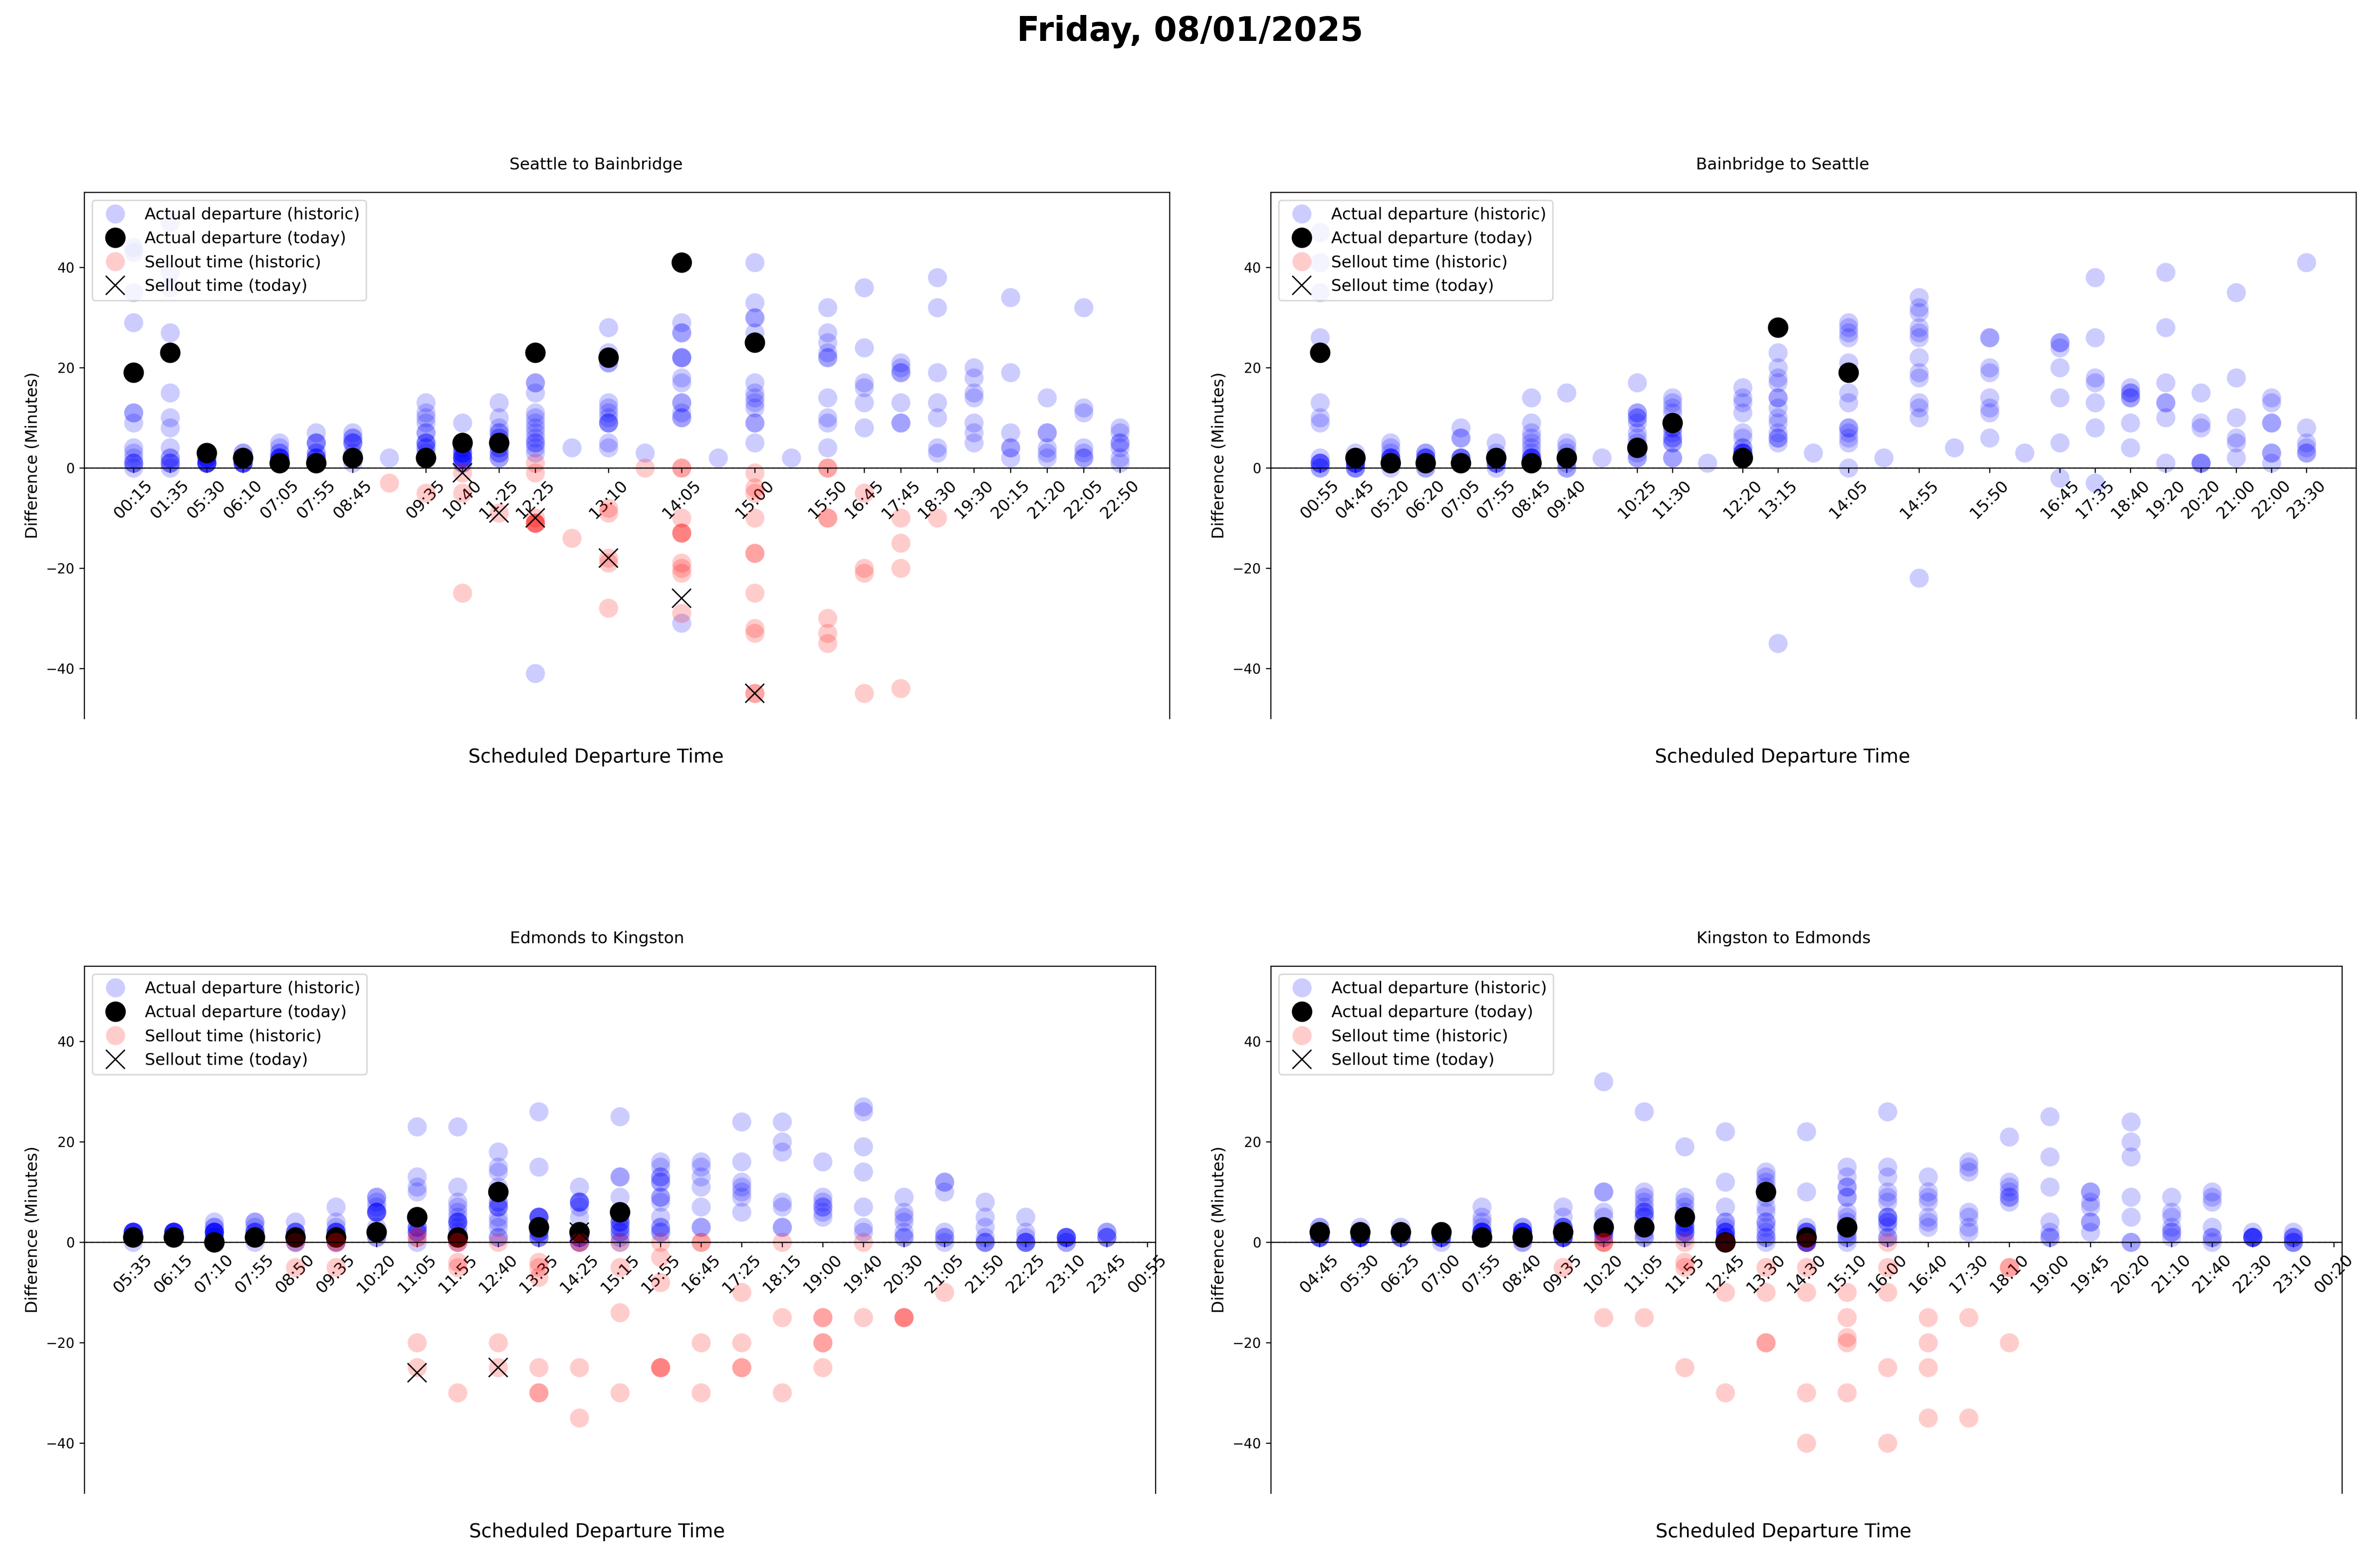 Friday, 08/01/2025
Seattle to Bainbridge
Actual departure (historic)
Actual departure (today)
Sellout time (historic)
Sellout time (today)
Difference (Minutes)
40
20
0
−20
−40
00:15 01:35 05:30 06:10 07:05 07:55 08:45 09:35 10:40 11:25 12:25 13:10 14:05 15:00 15:50 16:45 17:45 18:30 19:30 20:15 21:20 22:05 22:50
Scheduled Departure Time
Bainbridge to Seattle
Actual departure (historic)
Actual departure (today)
Sellout time (historic)
Sellout time (today)
Difference (Minutes)
40
20
0
−20
−40
00:55 04:45 05:20 06:20 07:05 07:55 08:45 09:40 10:25 11:30 12:20 13:15 14:05 14:55 15:50 16:45 17:35 18:40 19:20 20:20 21:00 22:00 23:30
Scheduled Departure Time
Edmonds to Kingston
Actual departure (historic)
Actual departure (today)
Sellout time (historic)
Sellout time (today)
Difference (Minutes)
40
20
0
−20
−40
05:35 06:15 07:10 07:55 08:50 09:35 10:20 11:05 11:55 12:40 13:35 14:25 15:15 15:55 16:45 17:25 18:15 19:00 19:40 20:30 21:05 21:50 22:25 23:10 23:45 00:55
Scheduled Departure Time
Kingston to Edmonds
Actual departure (historic)
Actual departure (today)
Sellout time (historic)
Sellout time (today)
Difference (Minutes)
40
20
0
−20
−40
04:45 05:30 06:25 07:00 07:55 08:40 09:35 10:20 11:05 11:55 12:45 13:30 14:30 15:10 16:00 16:40 17:30 18:10 19:00 19:45 20:20 21:10 21:40 22:30 23:10 00:20
Scheduled Departure Time